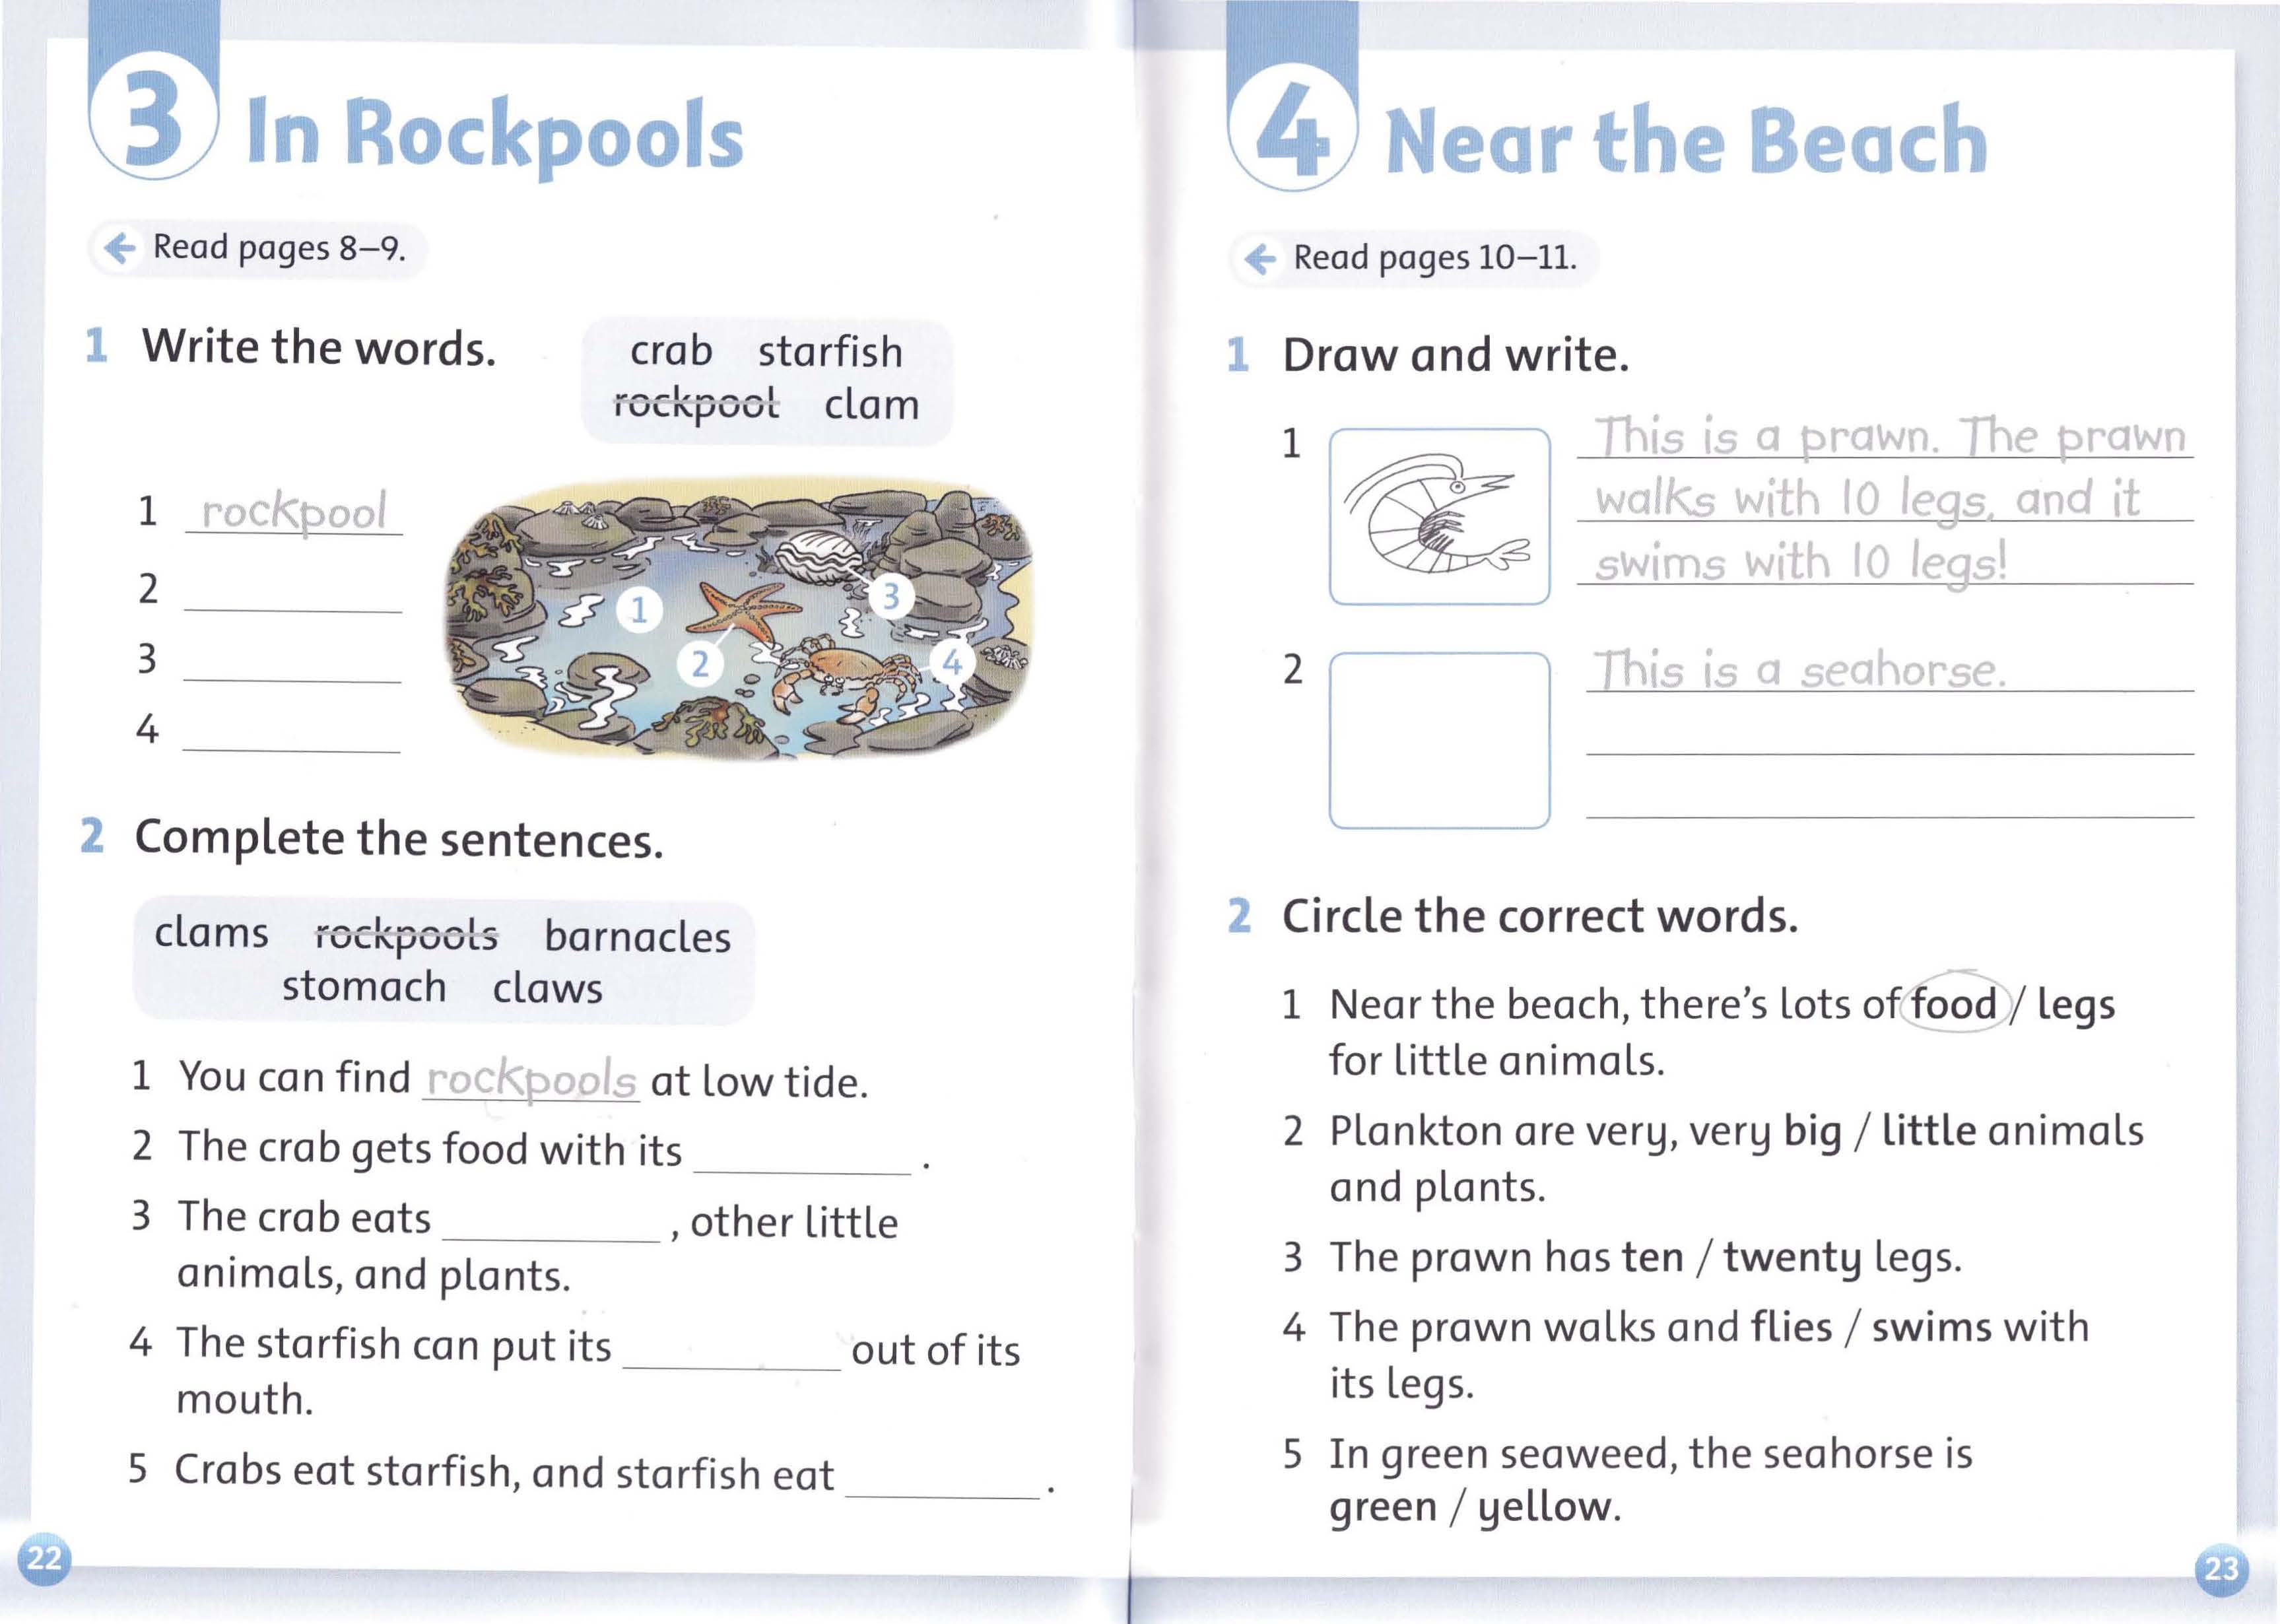 3 In Rockpools
Read pages 8–9.
1 Write the words.
crab starfish
rockpool clam
1 rockpool
2
3
4
1
2
3
4
2 Complete the sentences.
clams rockpools barnacles
stomach claws
1 You can find rockpools at low tide.
2 The crab gets food with its ________ .
3 The crab eats ________ , other little
animals, and plants.
4 The starfish can put its ________ out of its
mouth.
5 Crabs eat starfish, and starfish eat ________ .
22
4 Near the Beach
Read pages 10–11.
1 Draw and write.
1 This is a prawn. The prawn
walks with 10 legs, and it
swims with 10 legs!
2 This is a seahorse.
2 Circle the correct words.
1 Near the beach, there's lots of food / legs
for little animals.
2 Plankton are very, very big / little animals
and plants.
3 The prawn has ten / twenty legs.
4 The prawn walks and flies / swims with
its legs.
5 In green seaweed, the seahorse is
green / yellow.
23